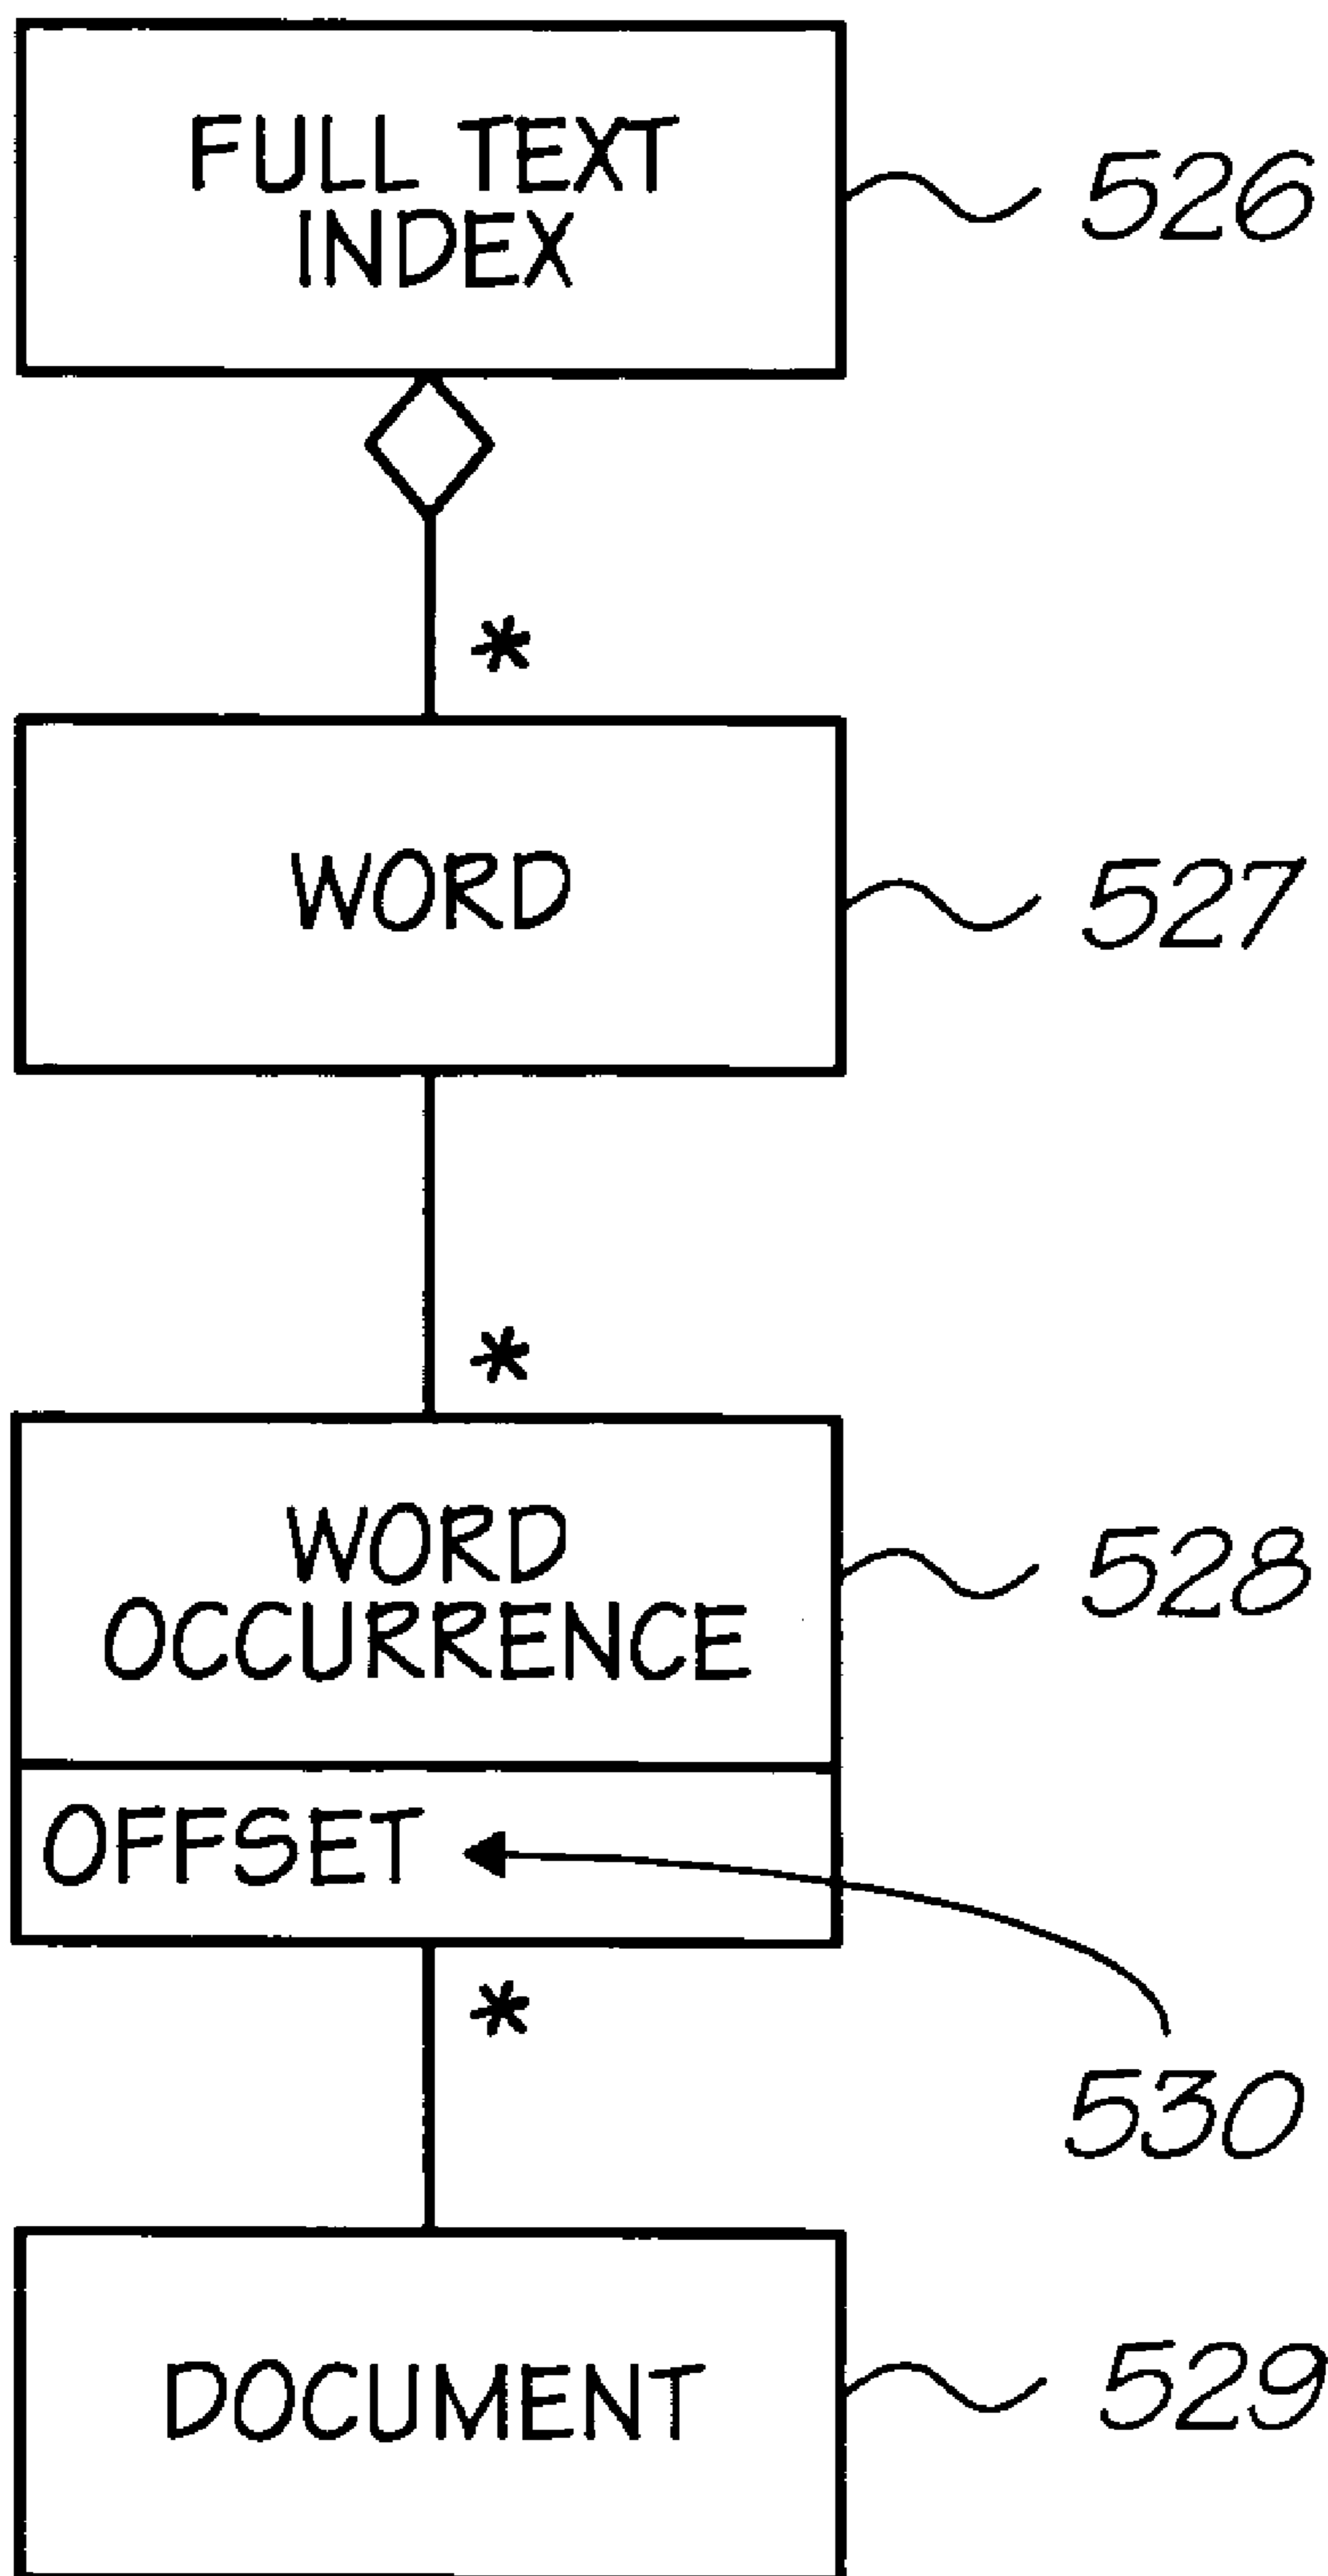 FULL TEXT
INDEX
526
*
WORD
527
*
WORD
OCCURRENCE
528
OFFSET
*
530
DOCUMENT
529